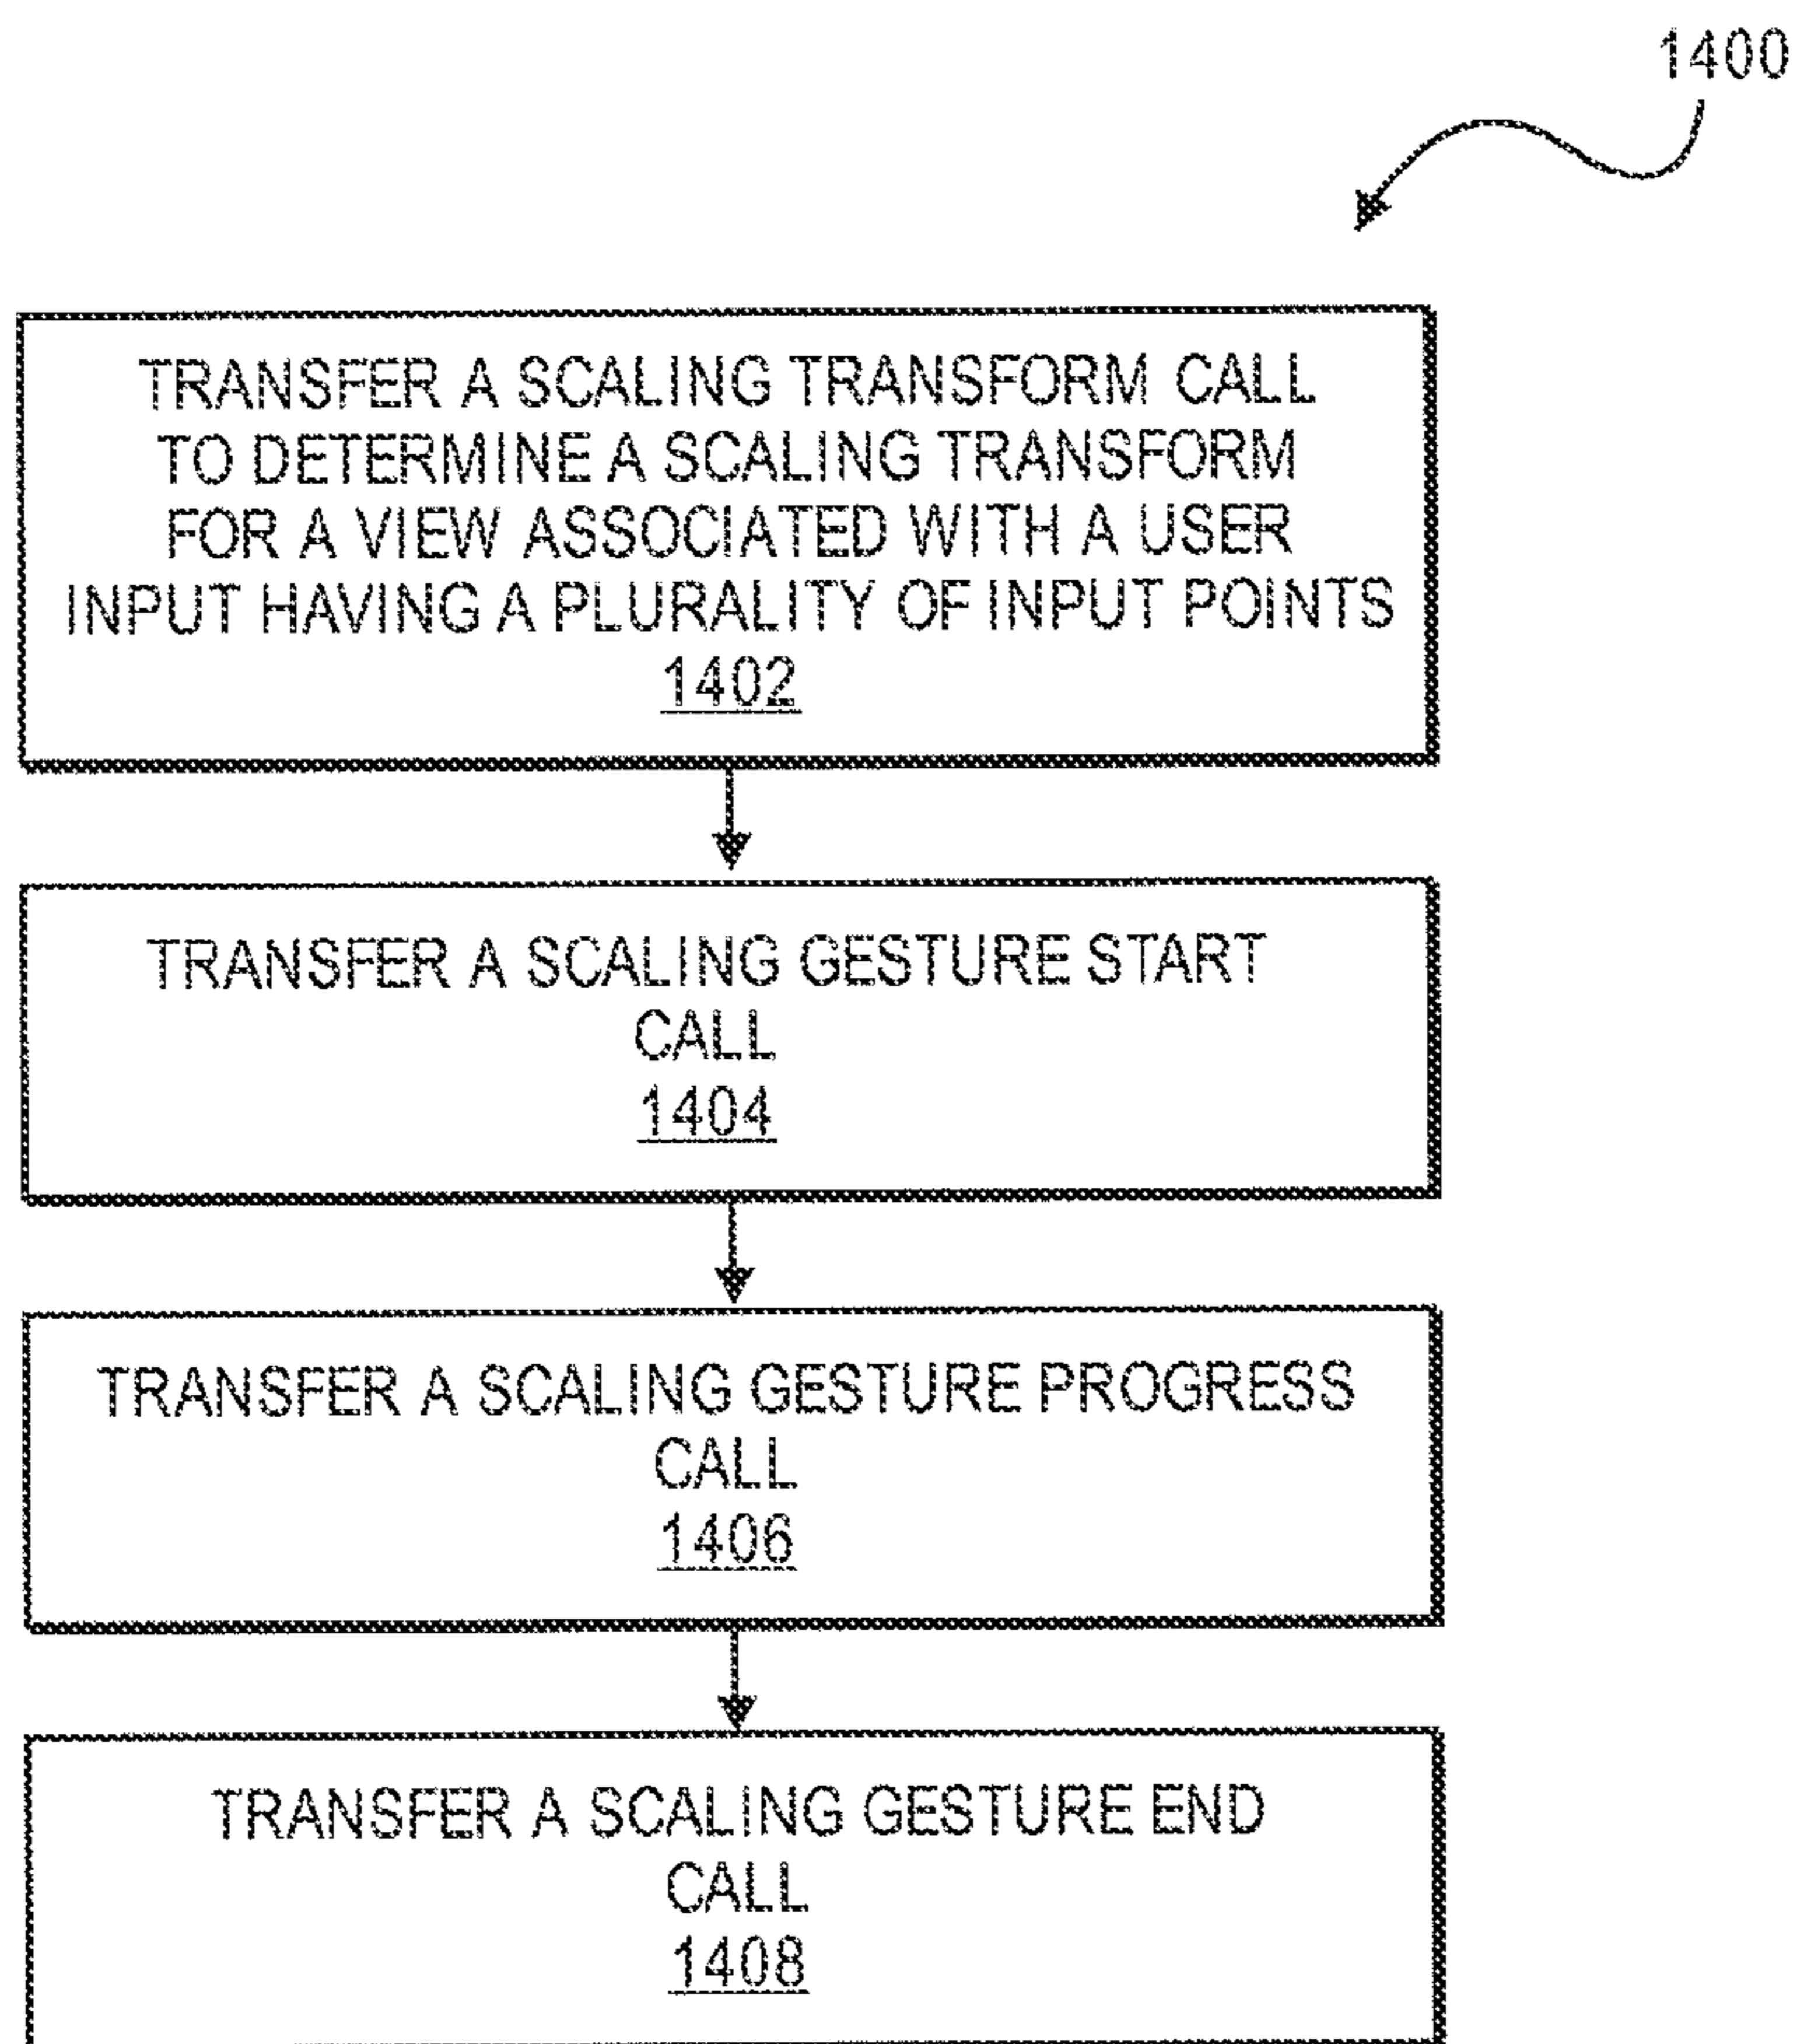 1400
TRANSFER A SCALING TRANSFORM CALL
TO DETERMINE A SCALING TRANSFORM
FOR A VIEW ASSOCIATED WITH A USER
INPUT HAVING A PLURALITY OF INPUT POINTS
1402
TRANSFER A SCALING GESTURE START
CALL
1404
TRANSFER A SCALING GESTURE PROGRESS
CALL
1406
TRANSFER A SCALING GESTURE END
CALL
1408